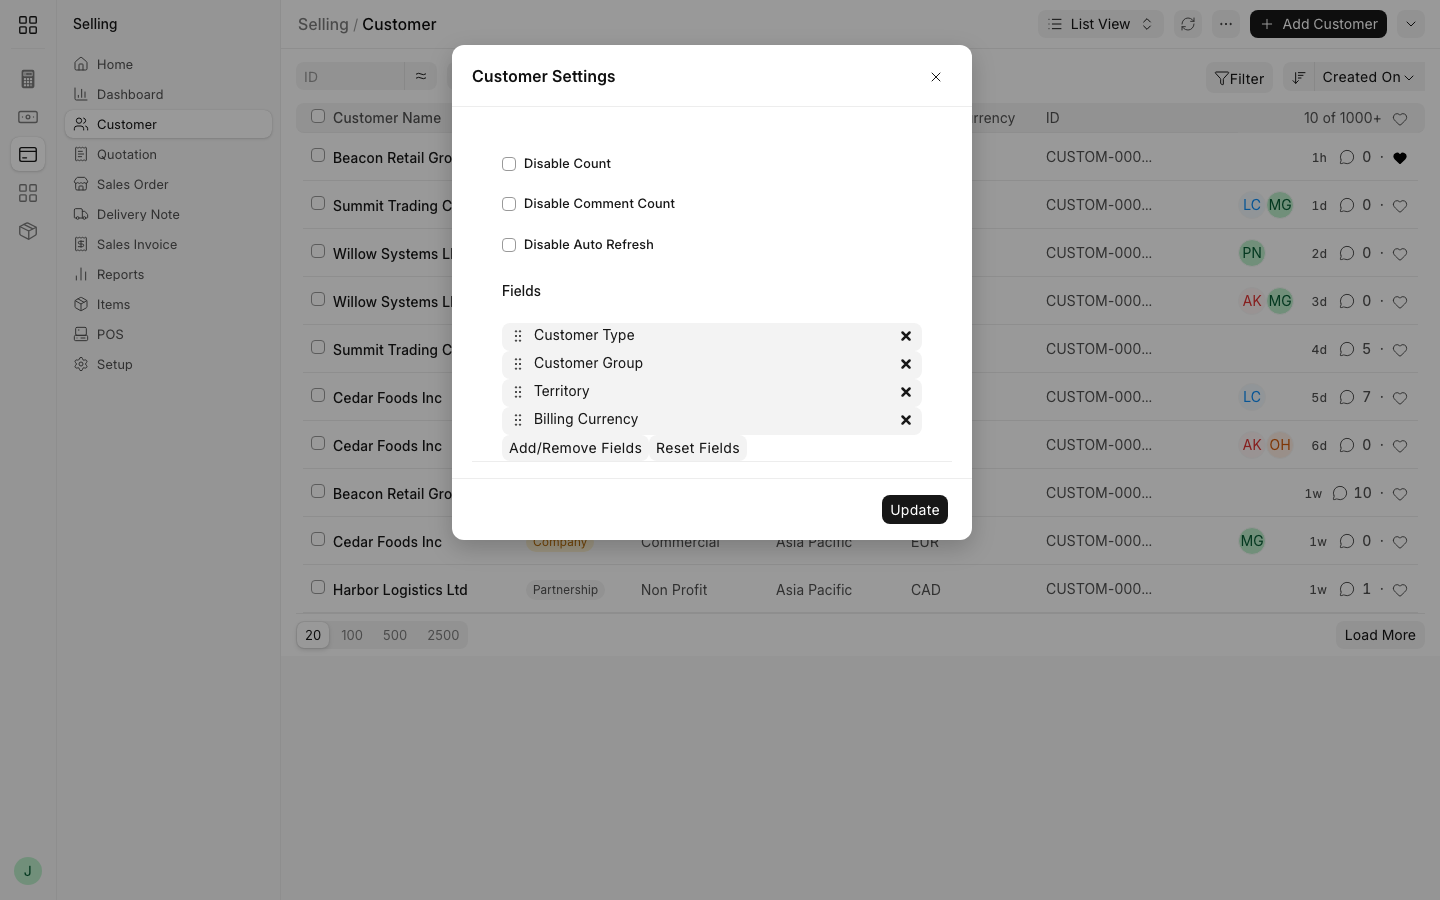 Selling
Home
Dashboard
Customer
Quotation
Sales Order
Delivery Note
Sales Invoice
Reports
Items
POS
Setup
J
Selling / Customer
List View
Add Customer
ID
≈
Filter
Created On
Customer Name
ID
10 of 1000+
Beacon Retail Gro
CUSTOM-000...
1h
0
Summit Trading C
CUSTOM-000...
LC
MG
1d
0
Willow Systems Ll
CUSTOM-000...
PN
2d
0
Willow Systems Ll
CUSTOM-000...
AK
MG
3d
0
Summit Trading C
CUSTOM-000...
4d
5
Cedar Foods Inc
CUSTOM-000...
LC
5d
7
Cedar Foods Inc
CUSTOM-000...
AK
OH
6d
0
Beacon Retail Gro
CUSTOM-000...
1w
10
Cedar Foods Inc
Company
Commercial
Asia Pacific
EUR
CUSTOM-000...
MG
1w
0
Harbor Logistics Ltd
Partnership
Non Profit
Asia Pacific
CAD
CUSTOM-000...
1w
1
20
100
500
2500
Load More
Customer Settings
Disable Count
Disable Comment Count
Disable Auto Refresh
Fields
Customer Type
Customer Group
Territory
Billing Currency
Add/Remove Fields
Reset Fields
Update